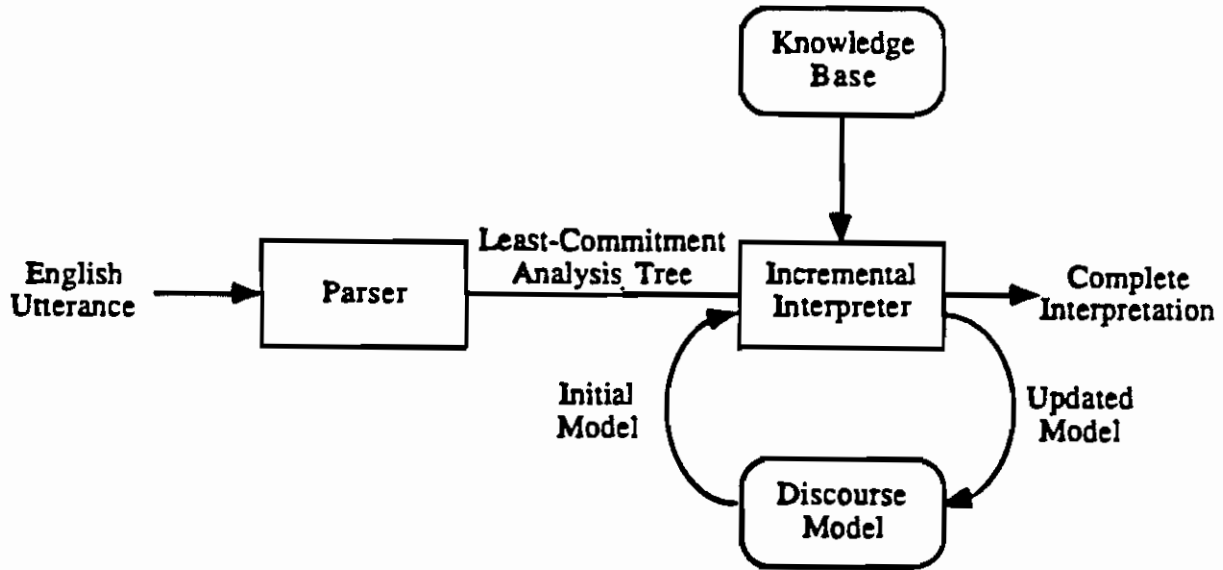 Knowledge
Base
English
Utterance
Parser
Least-Commitment
Analysis Tree
Incremental
Interpreter
Complete
Interpretation
Initial
Model
Updated
Model
Discourse
Model